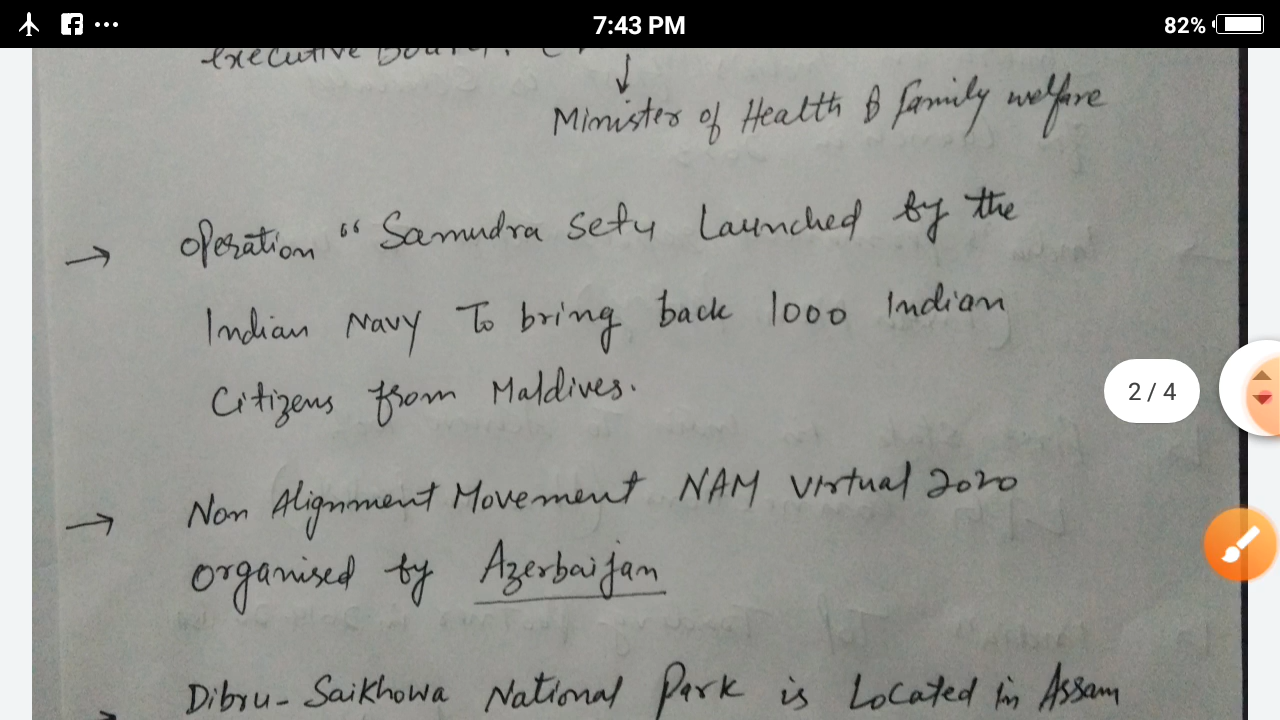 7:43 PM
82%
executive Board.
Minister of Health & family welfare
→ Operation “ Samudra Setu Launched by the
Indian Navy To bring back 1000 Indian
Citizens from Maldives.
→ Non Alignment Movement NAM virtual 2020
organised by Azerbaijan
Dibru-Saikhowa National Park is Located in Assam
2 / 4